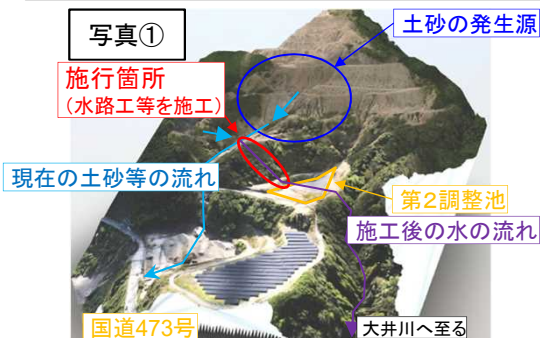 写真①
土砂の発生源
施行箇所
(水路工等を施工)
現在の土砂等の流れ
第2調整池
施工後の水の流れ
国道473号
大井川へ至る